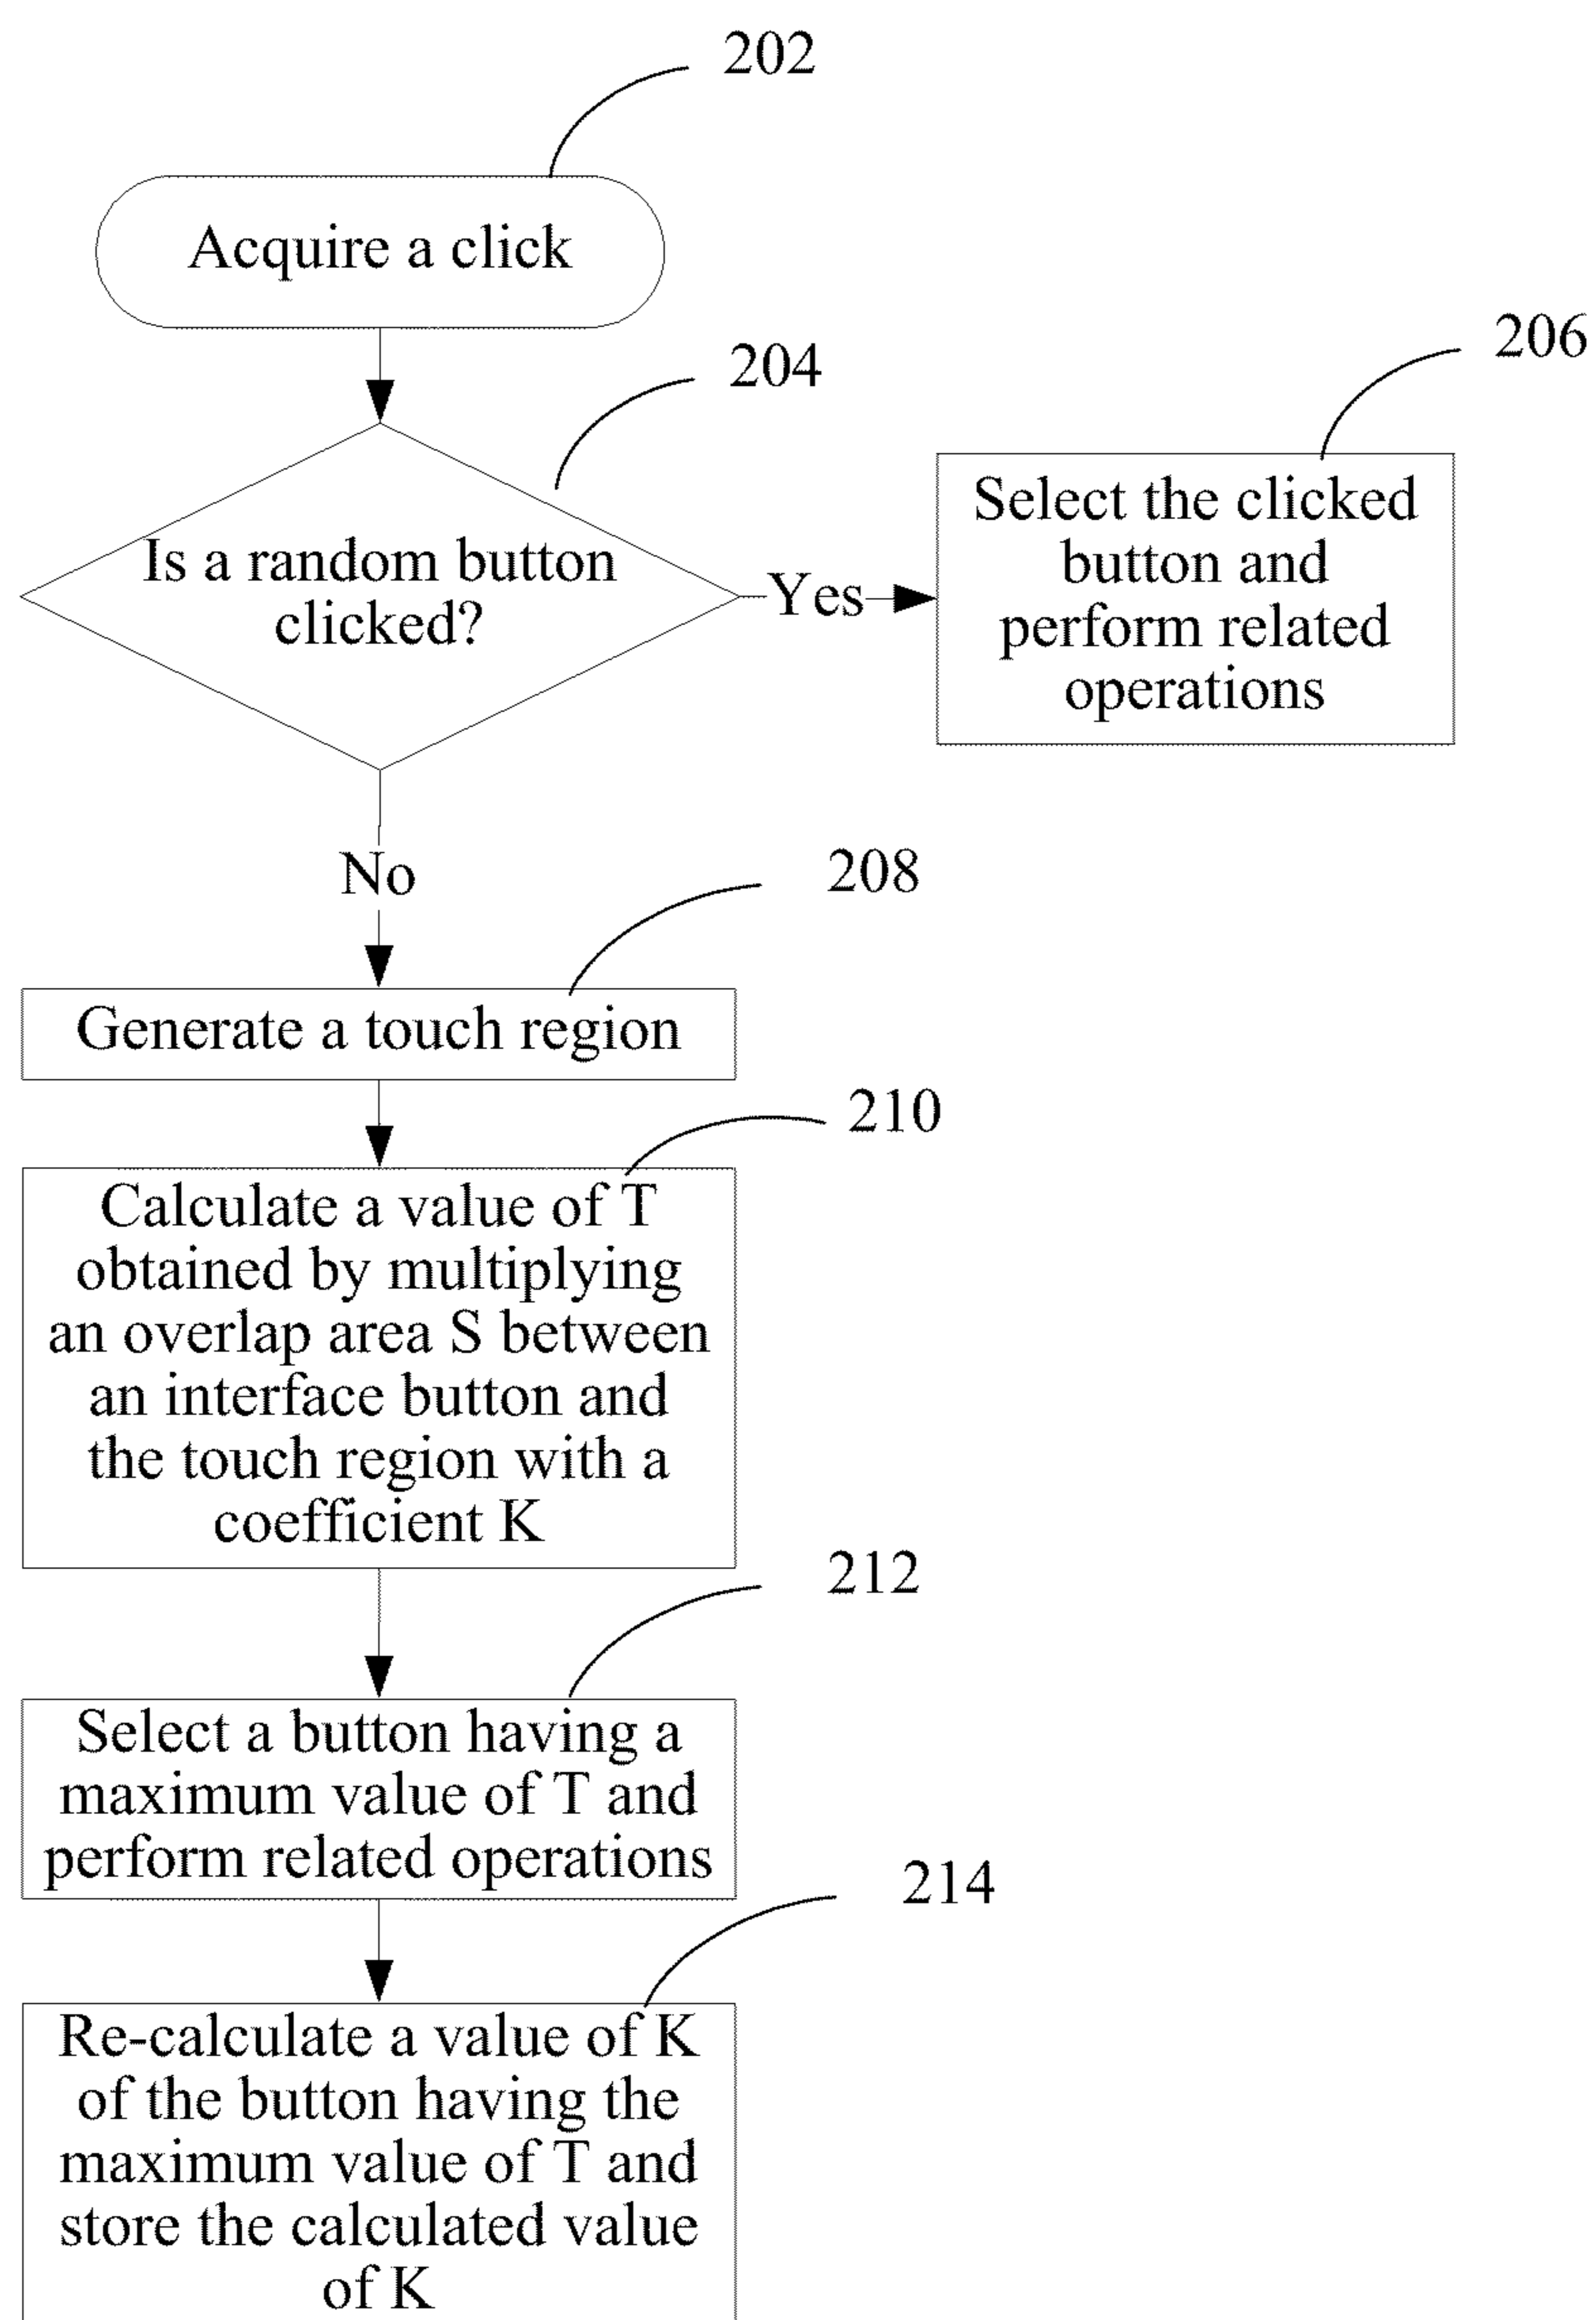 202
Acquire a click
204
206
Is a random button
clicked?
Yes
Select the clicked
button and
perform related
operations
No
208
Generate a touch region
210
Calculate a value of T
obtained by multiplying
an overlap area S between
an interface button and
the touch region with a
coefficient K
212
Select a button having a
maximum value of T and
perform related operations
214
Re-calculate a value of K
of the button having the
maximum value of T and
store the calculated value
of K